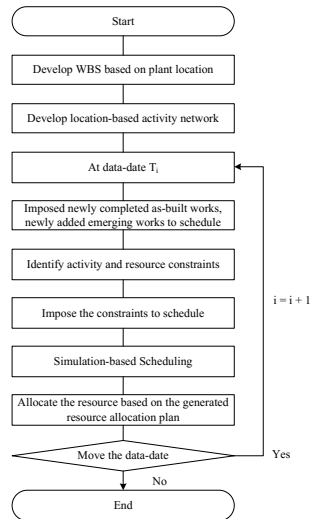 Start
Develop WBS based on plant location
Develop location-based activity network
At data-date Ti
Imposed newly completed as-built works,
newly added emerging works to schedule
Identify activity and resource constraints
i = i + 1
Impose the constraints to schedule
Simulation-based Scheduling
Allocate the resource based on the generated
resource allocation plan
Move the data-date
Yes
No
End